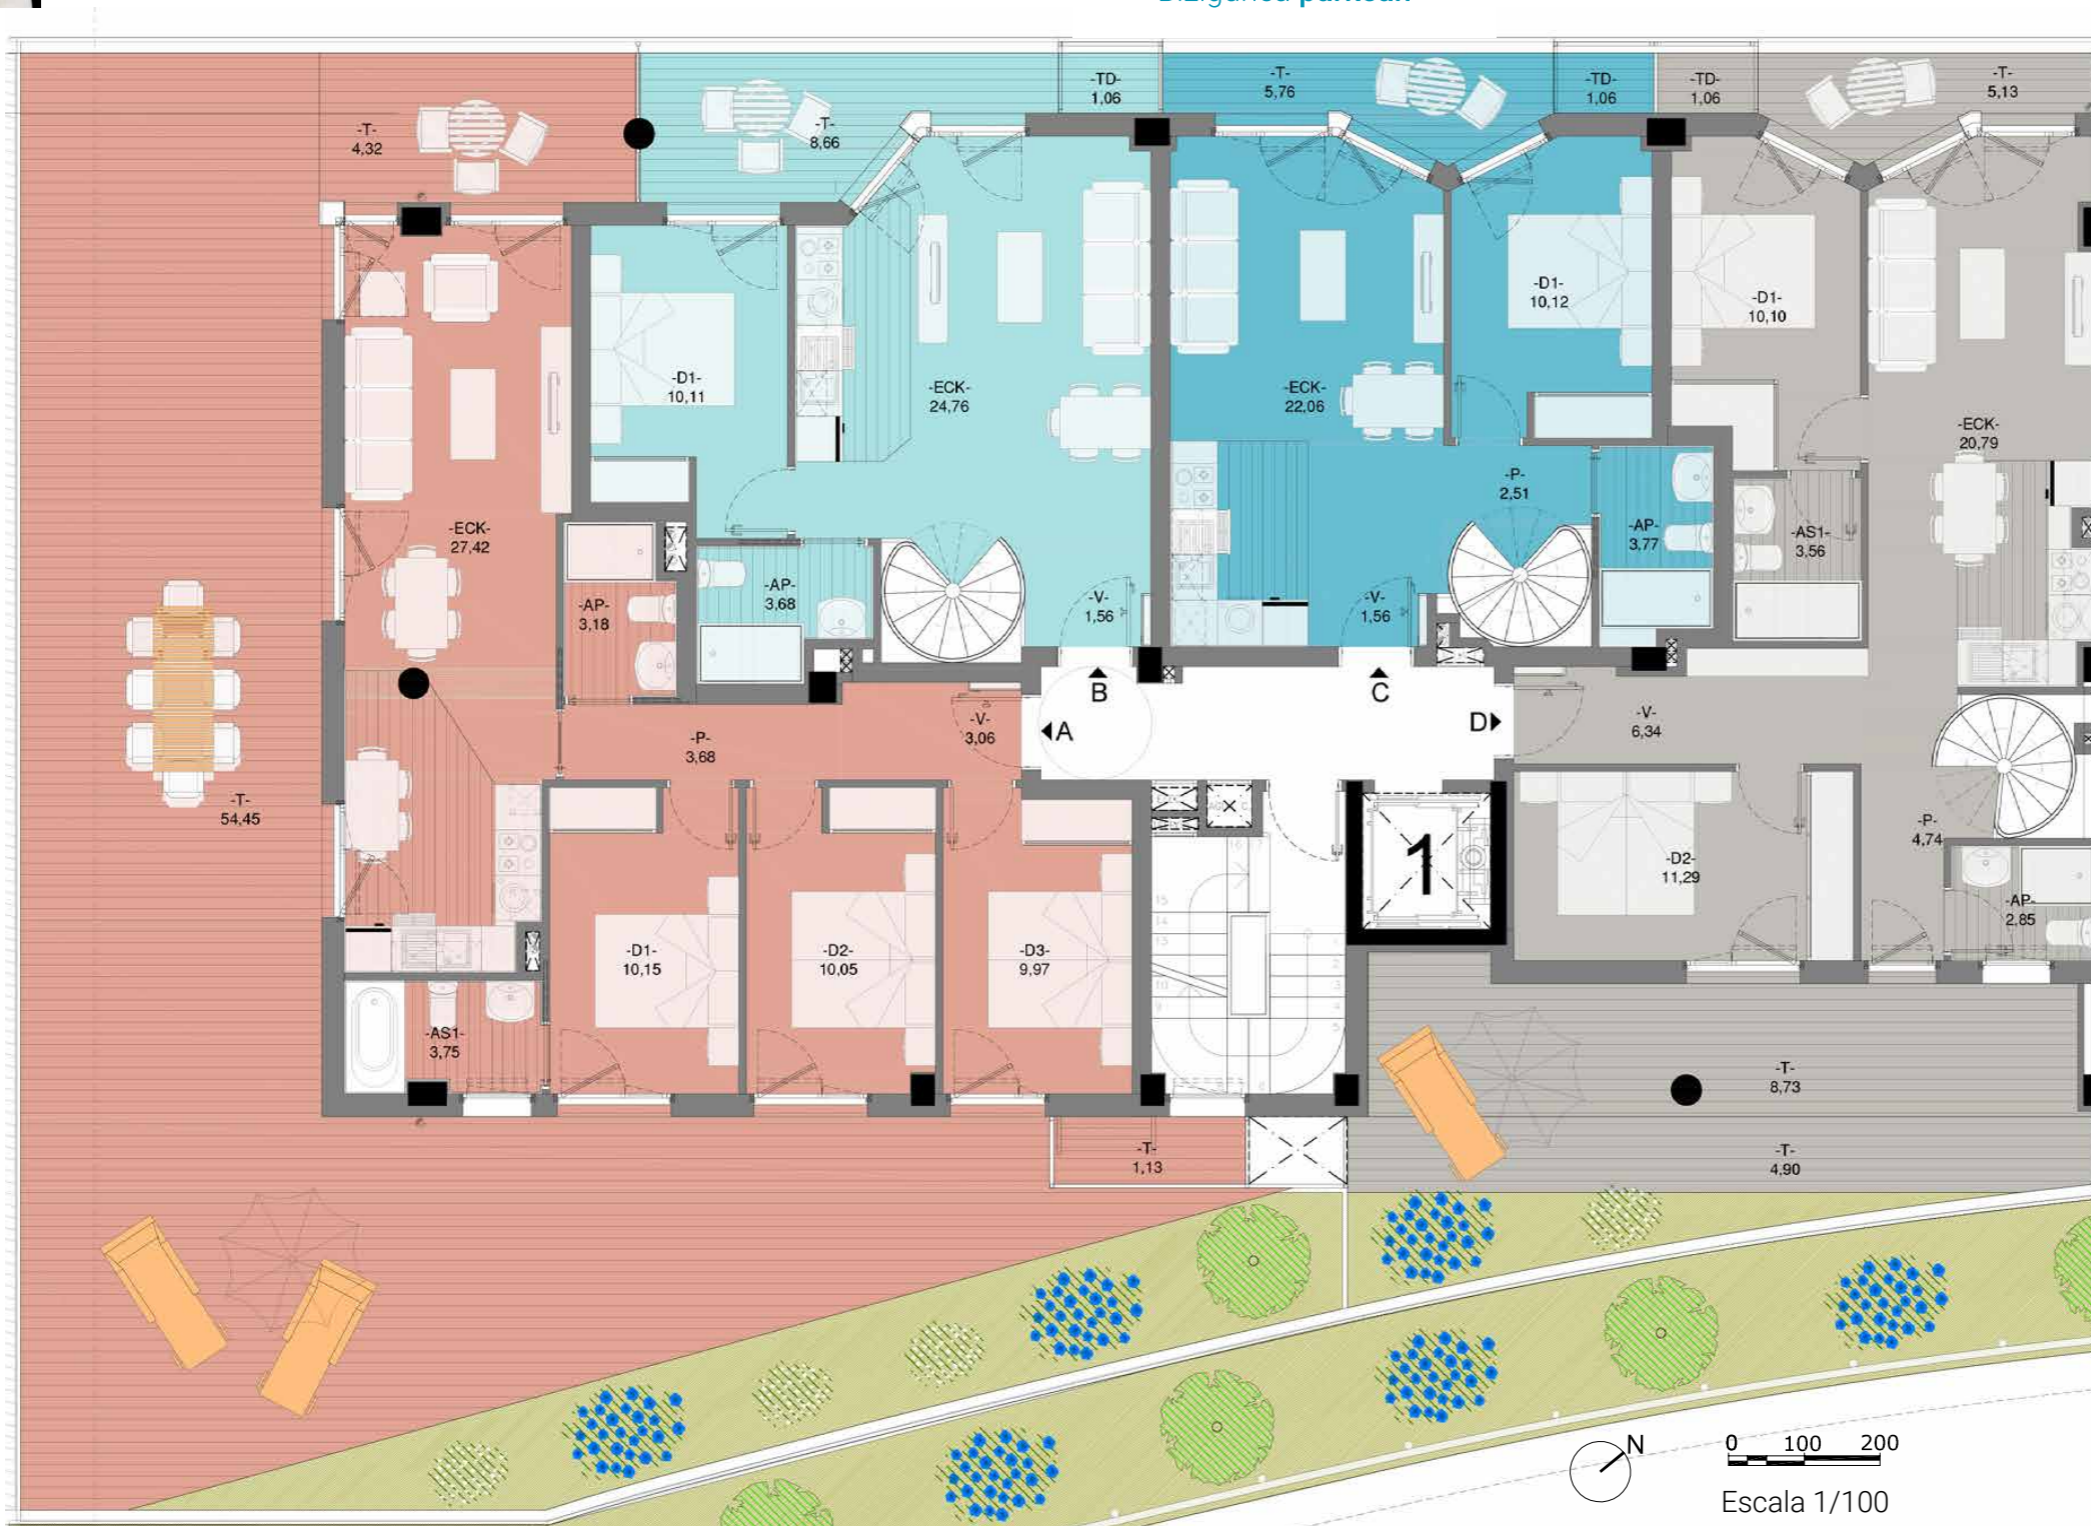 -TD-
1,06
-T-
5,76
-TD-
1,06
-TD-
1,06
-T-
5,13
-T-
4,32
-T-
8,66
-D1-
10,12
-D1-
10,10
-D1-
10,11
-ECK-
24,76
-ECK-
22,06
-ECK-
20,79
-ECK-
27,42
-P-
2,51
-AP-
3,77
-AS1-
3,56
-AP-
3,18
-AP-
3,68
-V-
1,56
-V-
1,56
B
C
A
D
-V-
3,06
-P-
3,68
-V-
6,34
-T-
54,45
-P-
4,74
1
-D2-
11,29
-AP-
2,85
-D1-
10,15
-D2-
10,05
-D3-
9,97
-AS1-
3,75
-T-
8,73
-T-
1,13
-T-
4,90
N
0 100 200
Escala 1/100